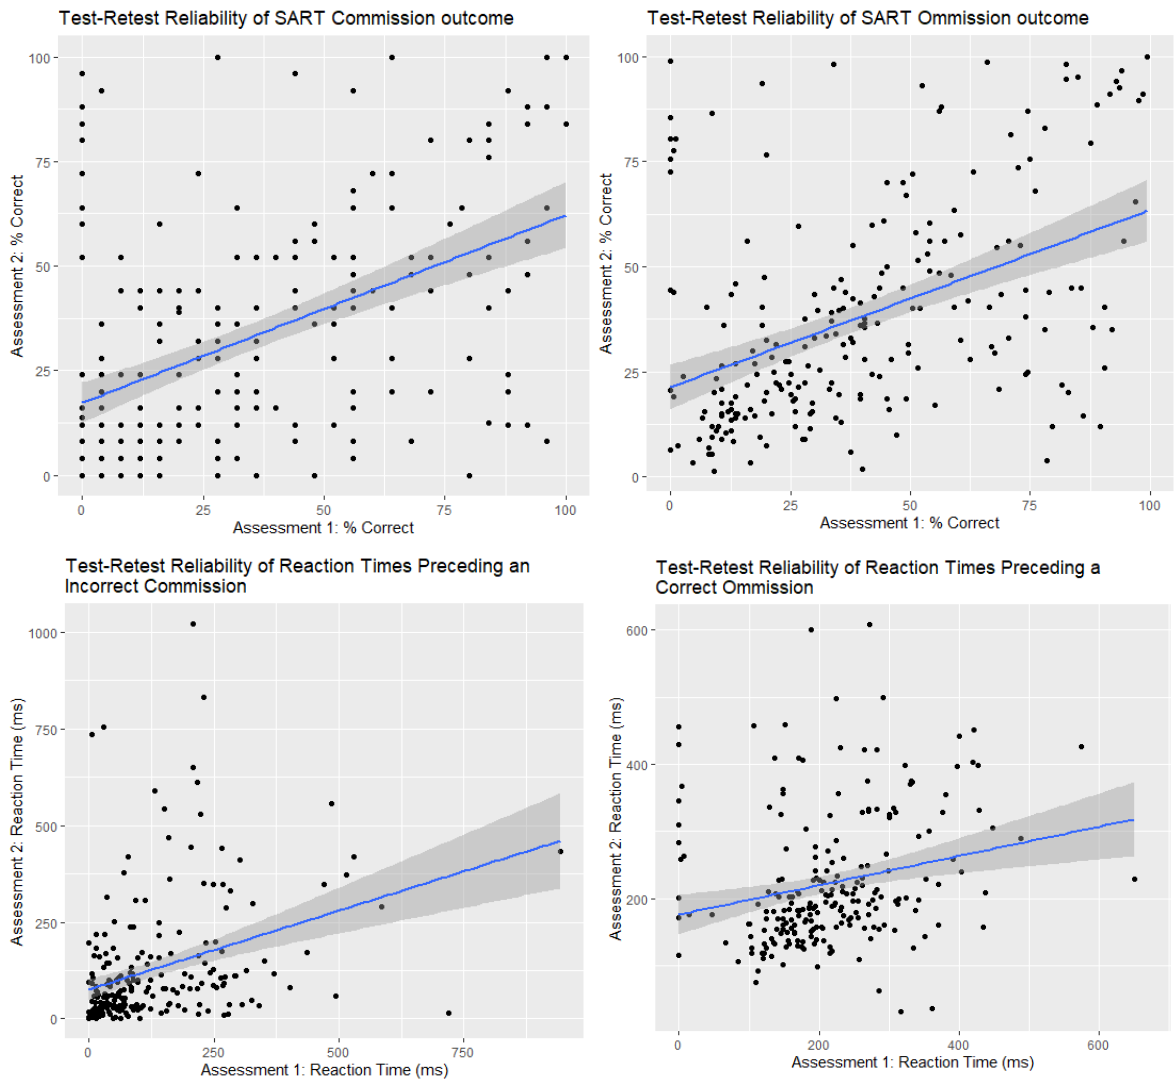 Test-Retest Reliability of SART Commission outcome
100
75
50
25
0
Assessment 2: % Correct
0 25 50 75 100
Assessment 1: % Correct
Test-Retest Reliability of SART Ommission outcome
100
75
50
25
0
Assessment 2: % Correct
0 25 50 75 100
Assessment 1: % Correct
Test-Retest Reliability of Reaction Times Preceding an
Incorrect Commission
1000
750
500
250
0
Assessment 2: Reaction Time (ms)
0 250 500 750
Assessment 1: Reaction Time (ms)
Test-Retest Reliability of Reaction Times Preceding a
Correct Ommission
600
400
200
Assessment 2: Reaction Time (ms)
0 200 400 600
Assessment 1: Reaction Time (ms)